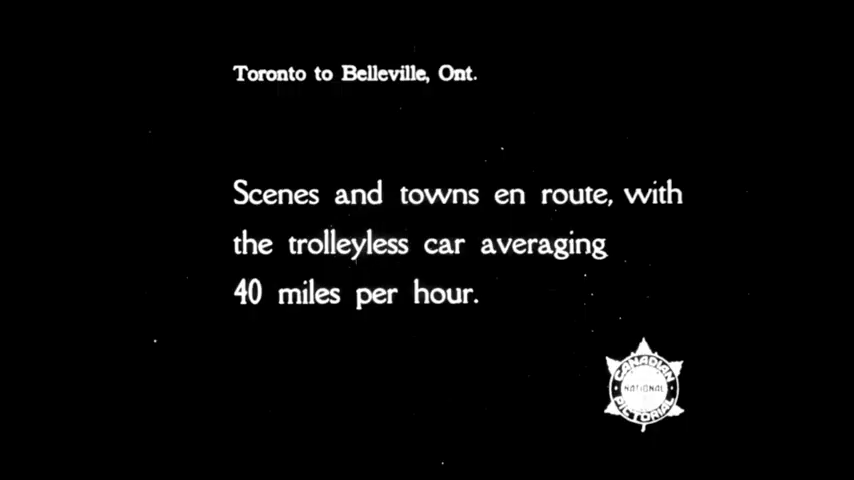 Toronto to Belleville, Ont.
Scenes and towns en route, with
the trolleyless car averaging
40 miles per hour.
CANADIAN
NATIONAL
PICTORIAL